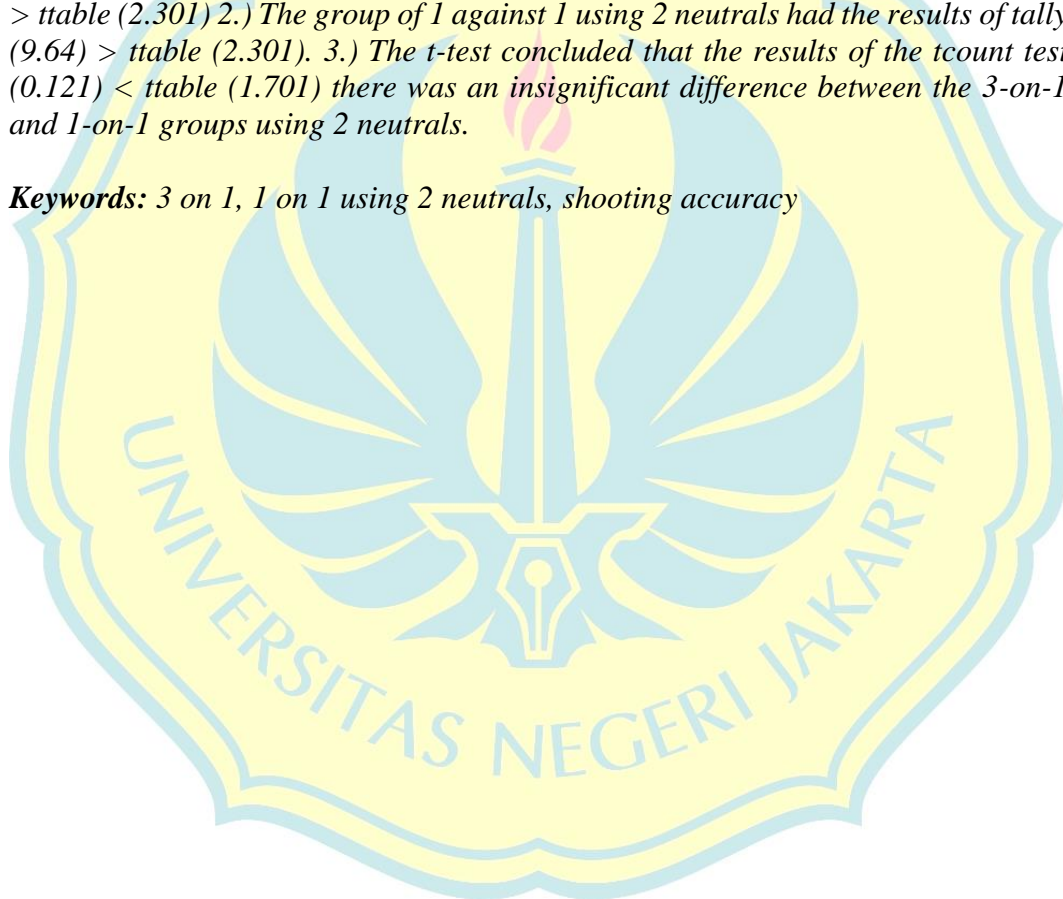 > ttable (2.301) 2.) The group of 1 against 1 using 2 neutrals had the results of tally
(9.64) > ttable (2.301). 3.) The t-test concluded that the results of the tcount test
(0.121) < ttable (1.701) there was an insignificant difference between the 3-on-1
and 1-on-1 groups using 2 neutrals.
Keywords: 3 on 1, 1 on 1 using 2 neutrals, shooting accuracy
UNIVERSITAS NEGERI JAKARTA